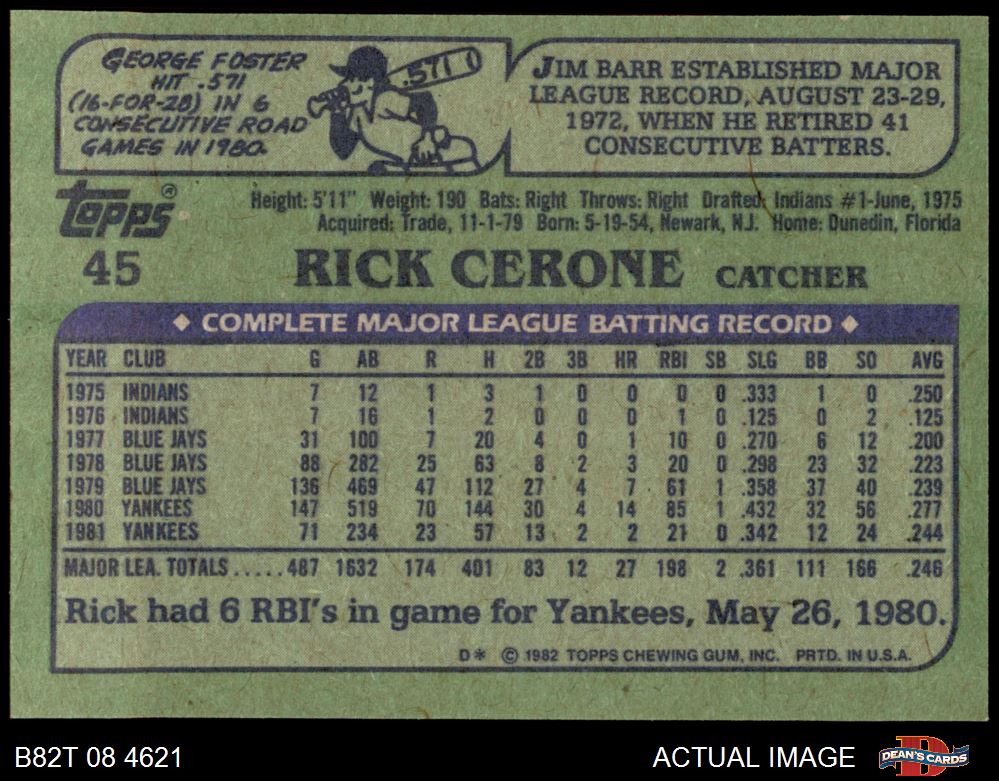 GEORGE FOSTER
HIT .571
(16-FOR-28) IN 6
CONSECUTIVE ROAD
GAMES IN 1980.
.571
JIM BARR ESTABLISHED MAJOR
LEAGUE RECORD, AUGUST 23-29,
1972, WHEN HE RETIRED 41
CONSECUTIVE BATTERS.
Topps®
Height: 5'11" Weight: 190 Bats: Right Throws: Right Drafted: Indians #1-June, 1975
Acquired: Trade, 11-1-79 Born: 5-19-54, Newark, N.J. Home: Dunedin, Florida
45 RICK CERONE CATCHER
◆ COMPLETE MAJOR LEAGUE BATTING RECORD ◆
YEAR CLUB G AB R H 2B 3B HR RBI SB SLG BB SO AVG
1975 INDIANS 7 12 1 3 1 0 0 0 0 .333 1 0 .250
1976 INDIANS 7 16 1 2 0 0 0 1 0 .125 0 2 .125
1977 BLUE JAYS 31 100 7 20 4 0 1 10 0 .270 6 12 .200
1978 BLUE JAYS 88 282 25 63 8 2 3 20 0 .298 23 32 .223
1979 BLUE JAYS 136 469 47 112 27 4 7 61 1 .358 37 40 .239
1980 YANKEES 147 519 70 144 30 4 14 85 1 .432 32 56 .277
1981 YANKEES 71 234 23 57 13 2 2 21 0 .342 12 24 .244
MAJOR LEA. TOTALS.....487 1632 174 401 83 12 27 198 2 .361 111 166 .246
Rick had 6 RBI's in game for Yankees, May 26, 1980.
D* © 1982 TOPPS CHEWING GUM, INC. PRTD. IN U.S.A.
B82T 08 4621 ACTUAL IMAGE D DEAN'S CARDS